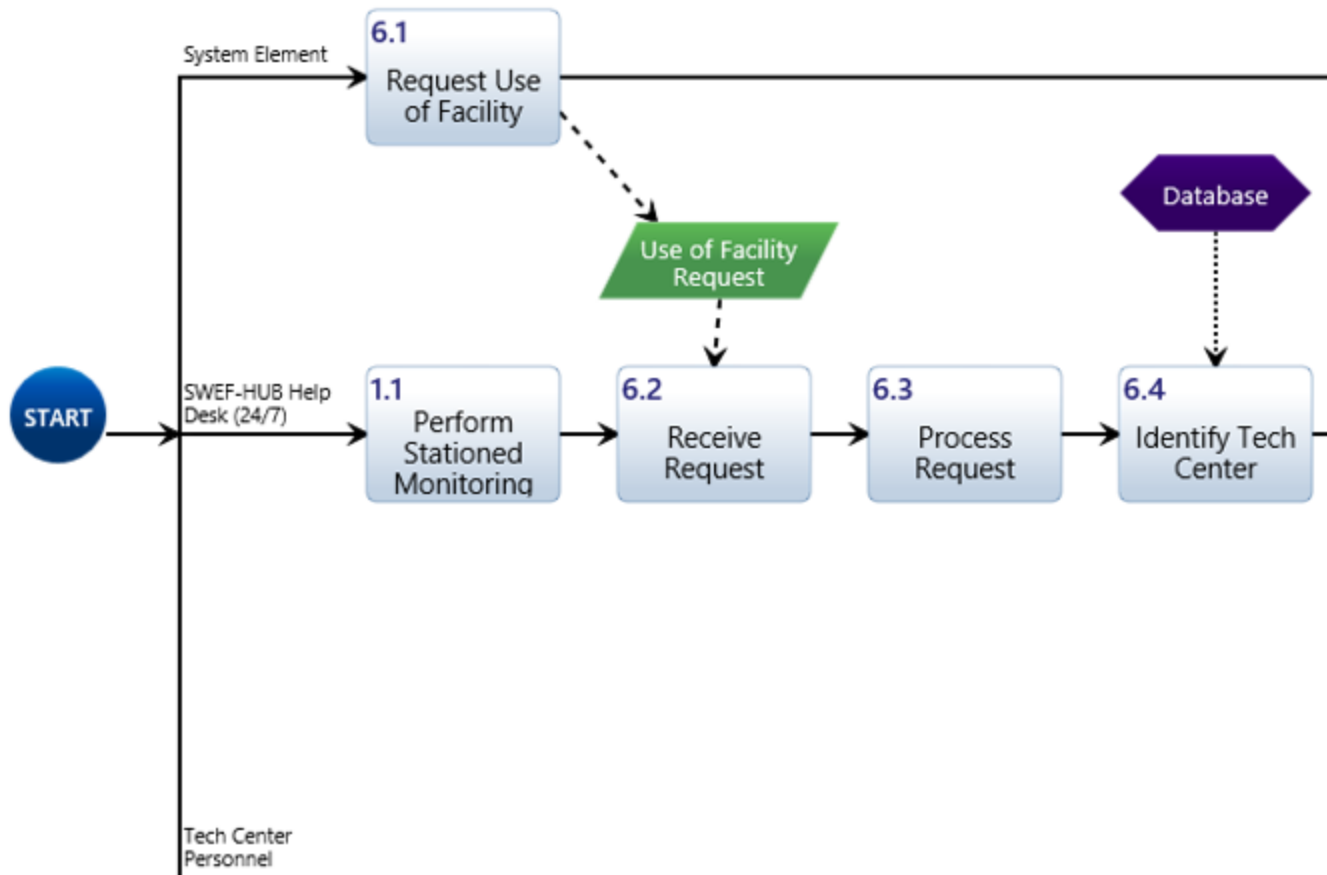 6.1
System Element
Request Use
of Facility
Database
Use of Facility
Request
START
SWEF-HUB Help
Desk (24/7)
1.1
Perform
Stationed
Monitoring
6.2
Receive
Request
6.3
Process
Request
6.4
Identify Tech
Center
Tech Center
Personnel